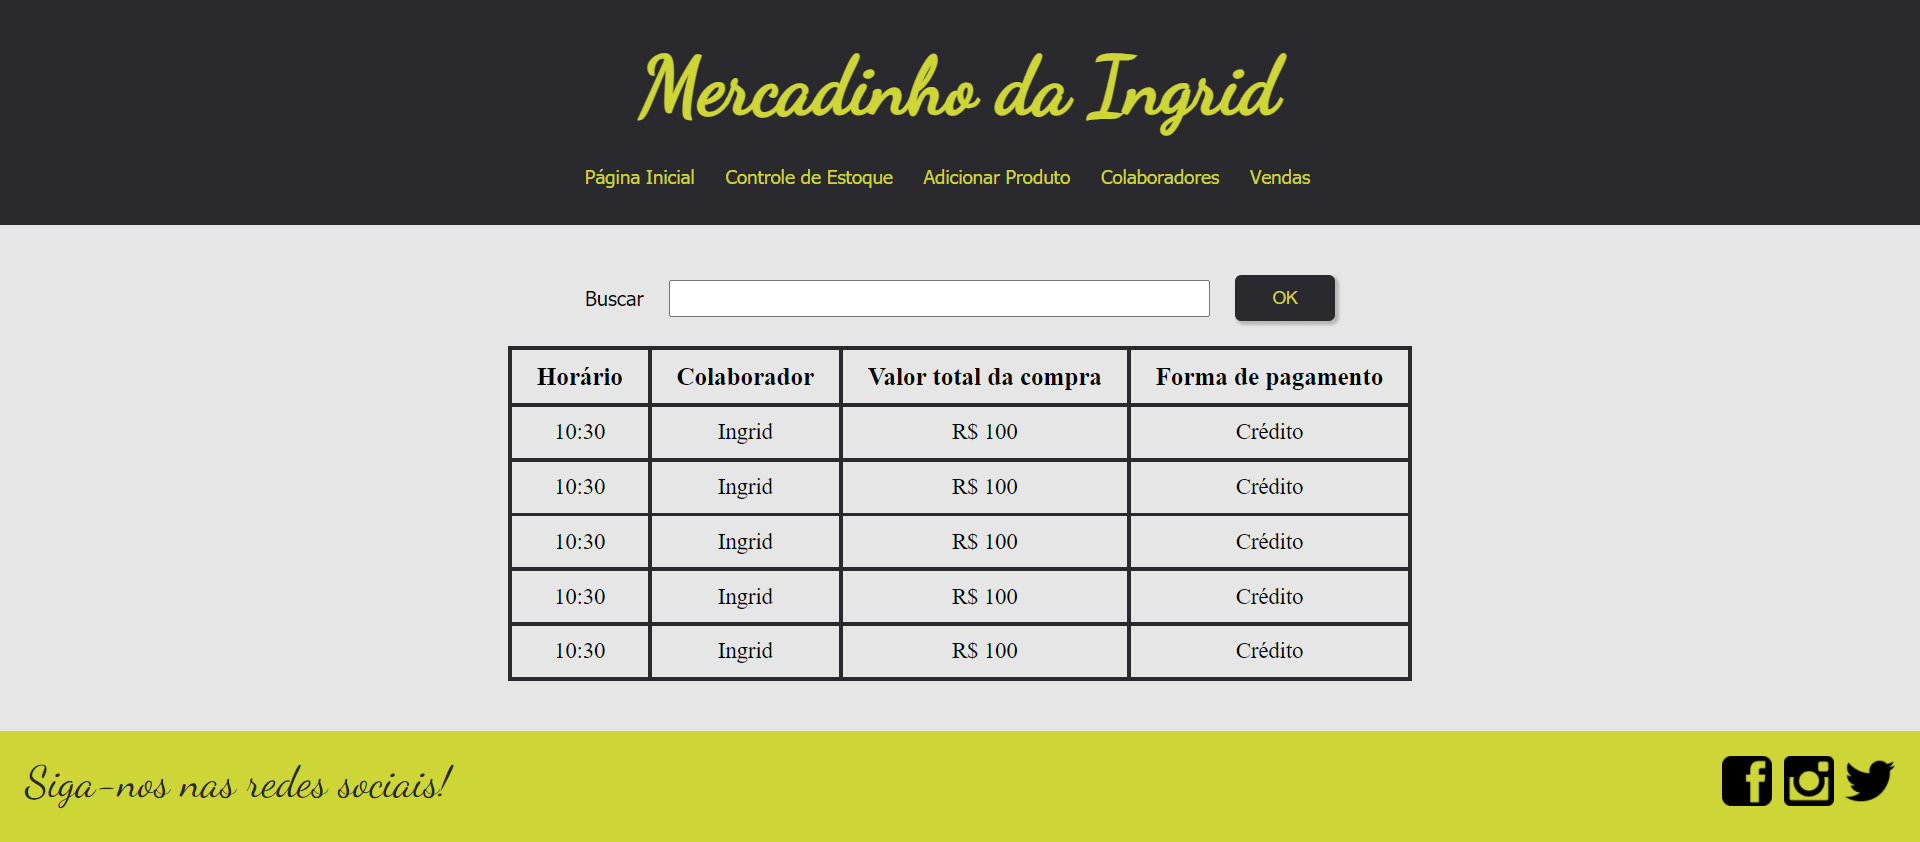 Mercadinho da Ingrid
Página Inicial Controle de Estoque Adicionar Produto Colaboradores Vendas
Buscar OK
Horário Colaborador Valor total da compra Forma de pagamento
10:30 Ingrid R$ 100 Crédito
10:30 Ingrid R$ 100 Crédito
10:30 Ingrid R$ 100 Crédito
10:30 Ingrid R$ 100 Crédito
10:30 Ingrid R$ 100 Crédito
Siga-nos nas redes sociais!